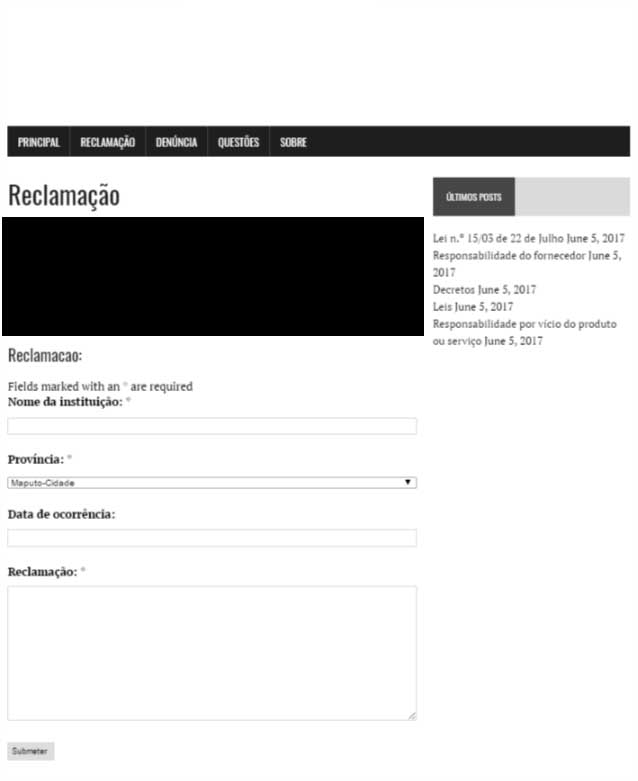 PRINCIPAL RECLAMAÇÃO DENÚNCIA QUESTÕES SOBRE
Reclamação
Reclamacao:
Fields marked with an * are required
Nome da instituição: *
Província: *
Maputo-Cidade
Data de ocorrência:
Reclamação: *
Submeter
ÚLTIMOS POSTS
Lei n.º 15/03 de 22 de Julho June 5, 2017
Responsabilidade do fornecedor June 5,
2017
Decretos June 5, 2017
Leis June 5, 2017
Responsabilidade por vício do produto
ou serviço June 5, 2017